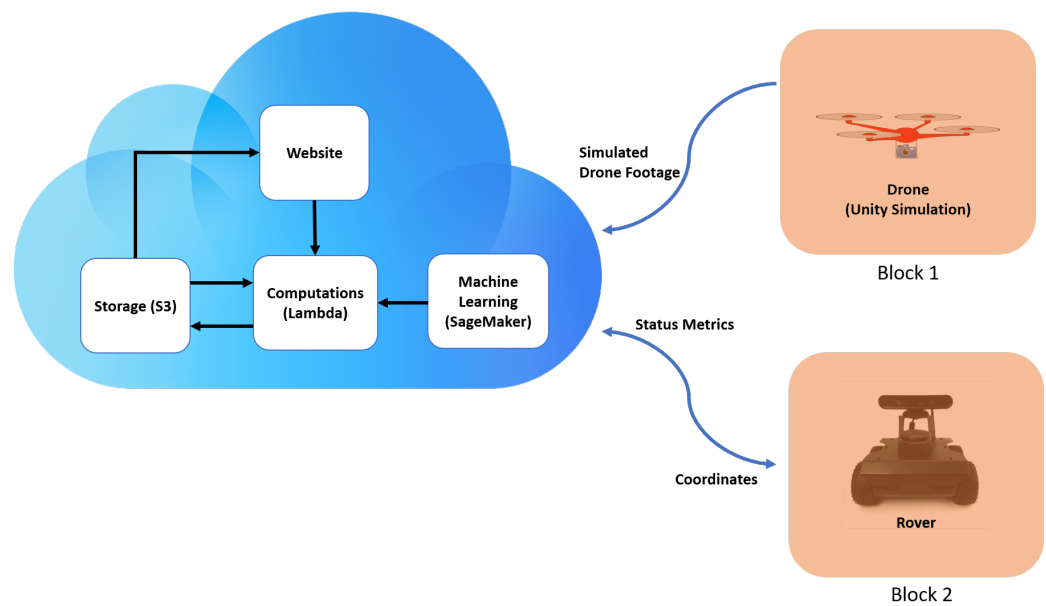 Website
Storage (S3)
Computations
(Lambda)
Machine
Learning
(SageMaker)
Simulated
Drone Footage
Drone
(Unity Simulation)
Block 1
Status Metrics
Coordinates
Rover
Block 2